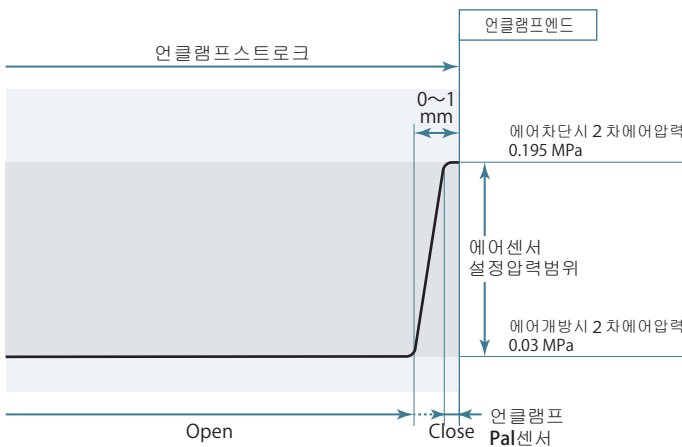 언클램프엔드
언클램프스트로크
0～1
mm
에어차단시 2 차에어압력
0.195 MPa
에어센서
설정압력범위
에어개방시 2 차에어압력
0.03 MPa
Open
Close
언클램프
Pal센서